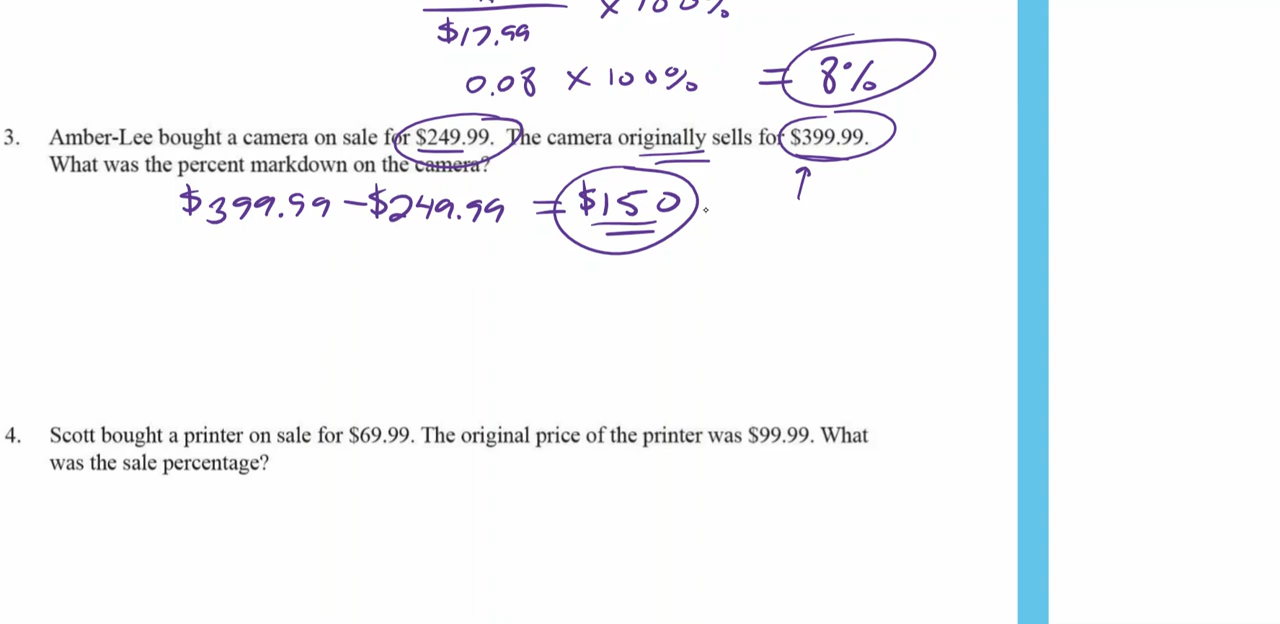 $17.99 × 100%
0.08 × 100% = 8%
3. Amber-Lee bought a camera on sale for $249.99. The camera originally sells for $399.99.
What was the percent markdown on the camera?
$399.99 - $249.99 = $150
4. Scott bought a printer on sale for $69.99. The original price of the printer was $99.99. What
was the sale percentage?